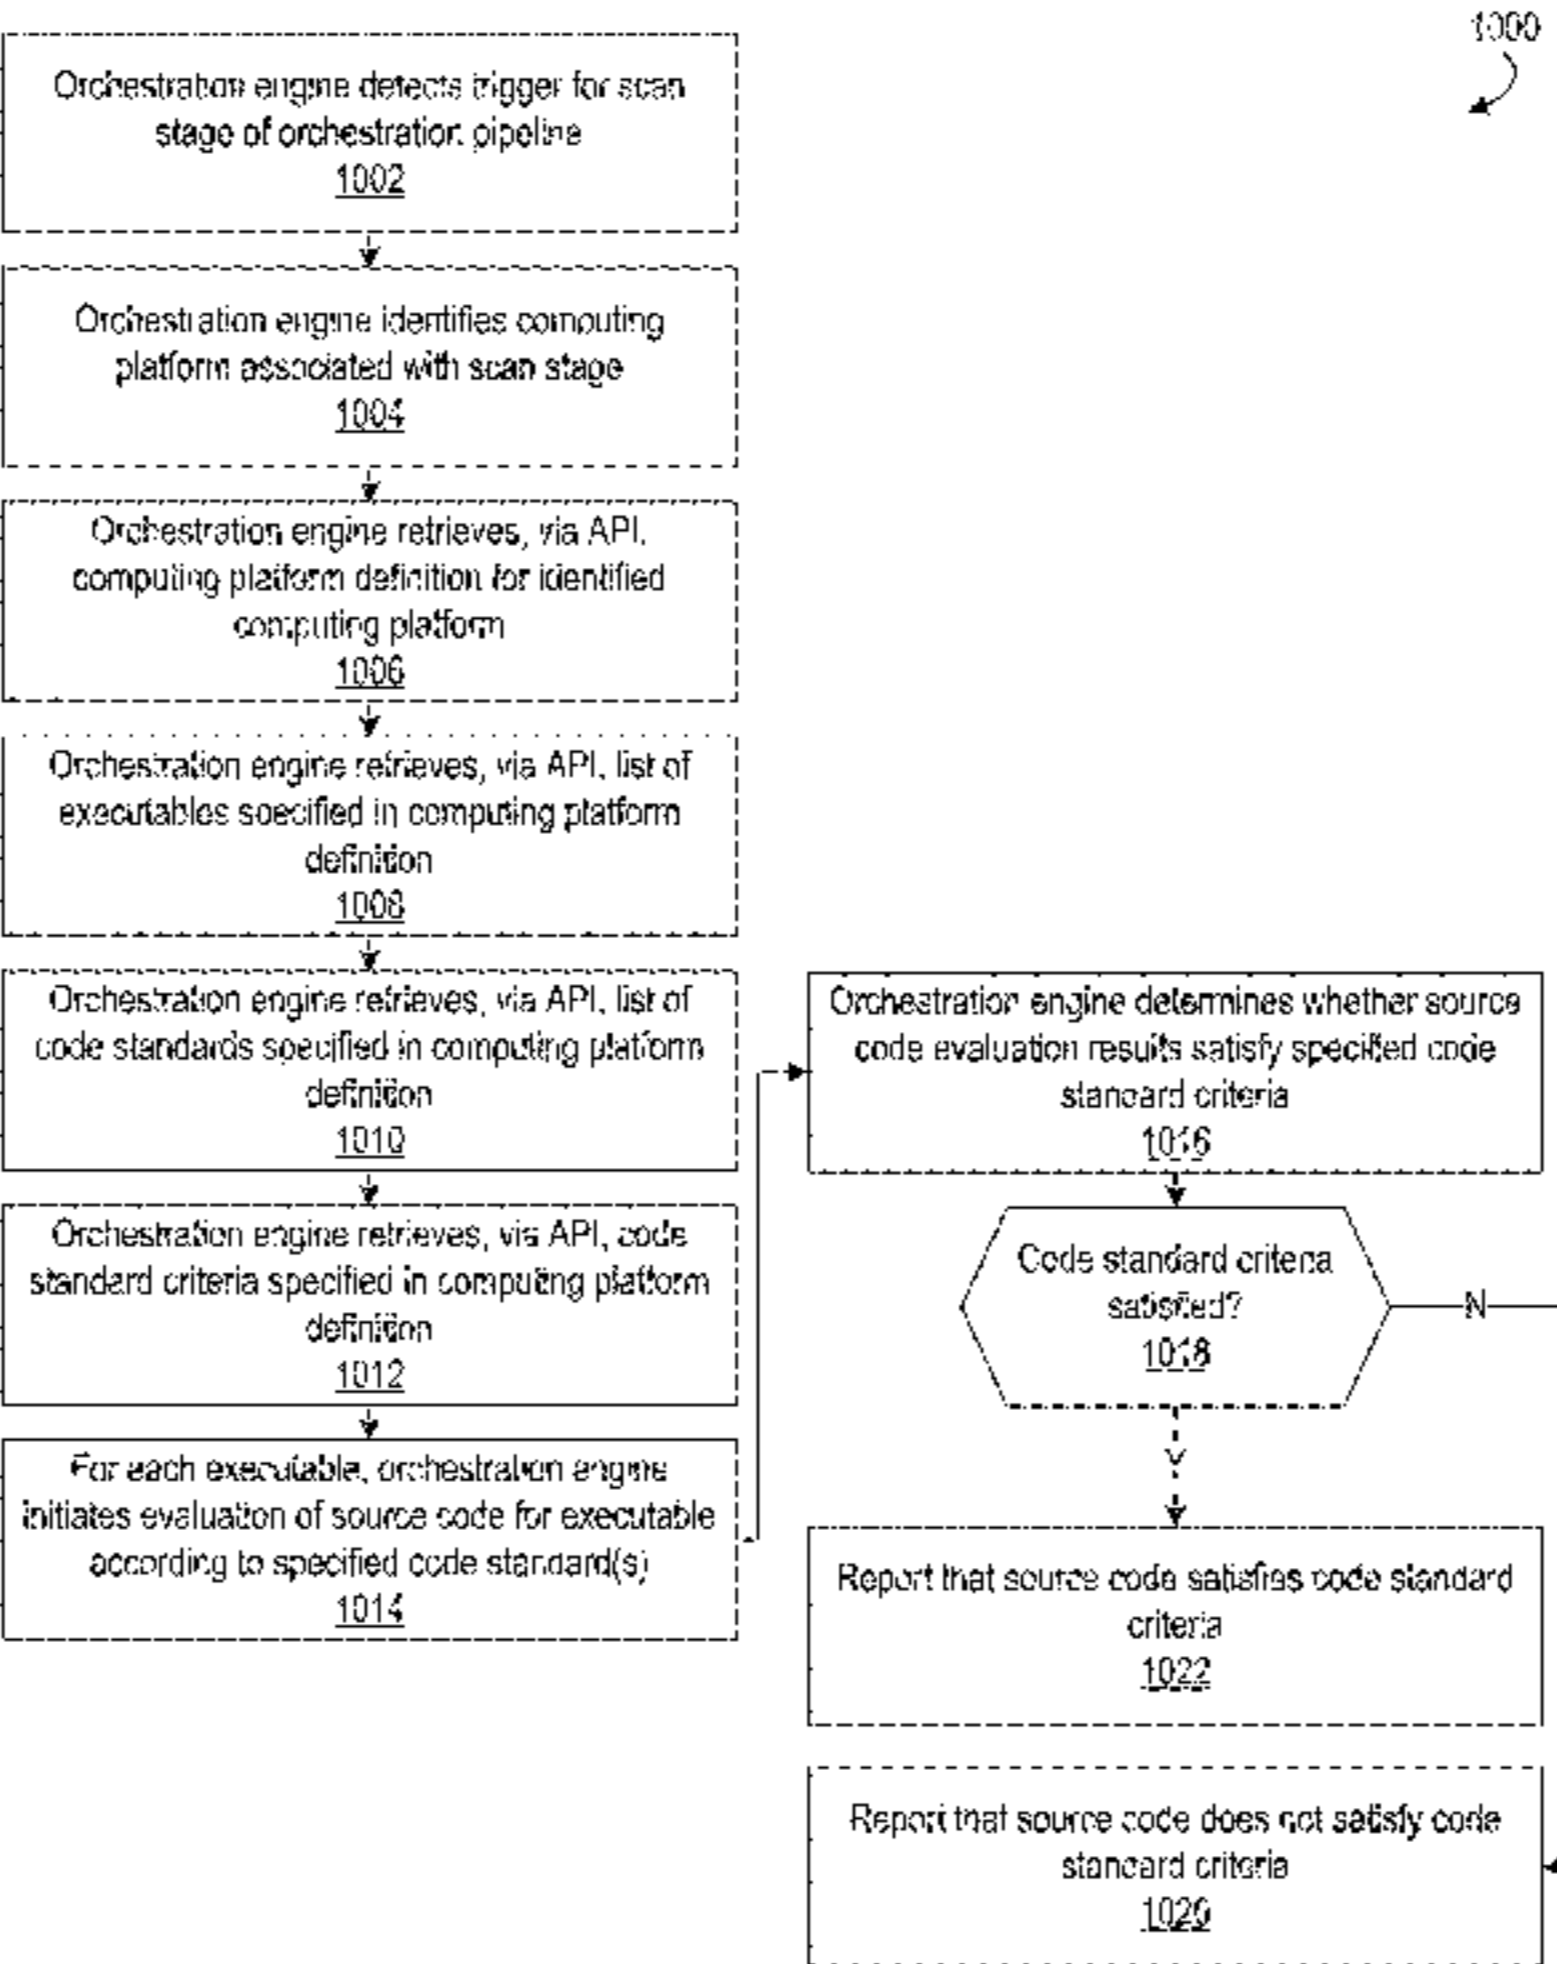 1000
Orchestration engine detects trigger for scan
stage of orchestration pipeline
1002
Orchestration engine identifies computing
platform associated with scan stage
1004
Orchestration engine retrieves, via API,
computing platform definition for identified
computing platform
1006
Orchestration engine retrieves, via API, list of
executables specified in computing platform
definition
1008
Orchestration engine retrieves, via API, list of
code standards specified in computing platform
definition
1010
Orchestration engine retrieves, via API, code
standard criteria specified in computing platform
definition
1012
For each executable, orchestration engine
initiates evaluation of source code for executable
according to specified code standard(s)
1014
Orchestration engine determines whether source
code evaluation results satisfy specified code
standard criteria
1016
Code standard criteria
satisfied?
1018
N
Y
Report that source code satisfies code standard
criteria
1022
Report that source code does not satisfy code
standard criteria
1020